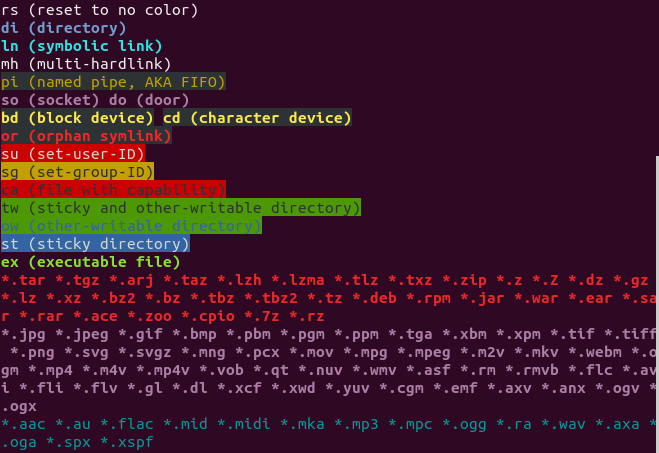 rs (reset to no color)
di (directory)
ln (symbolic link)
mh (multi-hardlink)
pi (named pipe, AKA FIFO)
so (socket) do (door)
bd (block device) cd (character device)
or (orphan symlink)
su (set-user-ID)
sg (set-group-ID)
ca (file with capability)
tw (sticky and other-writable directory)
ow (other-writable directory)
st (sticky directory)
ex (executable file)
*.tar *.tgz *.arj *.taz *.lzh *.lzma *.tlz *.txz *.zip *.z *.Z *.dz *.gz
*.lz *.xz *.bz2 *.bz *.tbz *.tbz2 *.tz *.deb *.rpm *.jar *.war *.ear *.sa
r *.rar *.ace *.zoo *.cpio *.7z *.rz
*.jpg *.jpeg *.gif *.bmp *.pbm *.pgm *.ppm *.tga *.xbm *.xpm *.tif *.tiff
 *.png *.svg *.svgz *.mng *.pcx *.mov *.mpg *.mpeg *.m2v *.mkv *.webm *.o
gm *.mp4 *.m4v *.mp4v *.vob *.qt *.nuv *.wmv *.asf *.rm *.rmvb *.flc *.av
i *.fli *.flv *.gl *.dl *.xcf *.xwd *.yuv *.cgm *.emf *.axv *.anx *.ogv *
.ogx
*.aac *.au *.flac *.mid *.midi *.mka *.mp3 *.mpc *.ogg *.ra *.wav *.axa *
.oga *.spx *.xspf